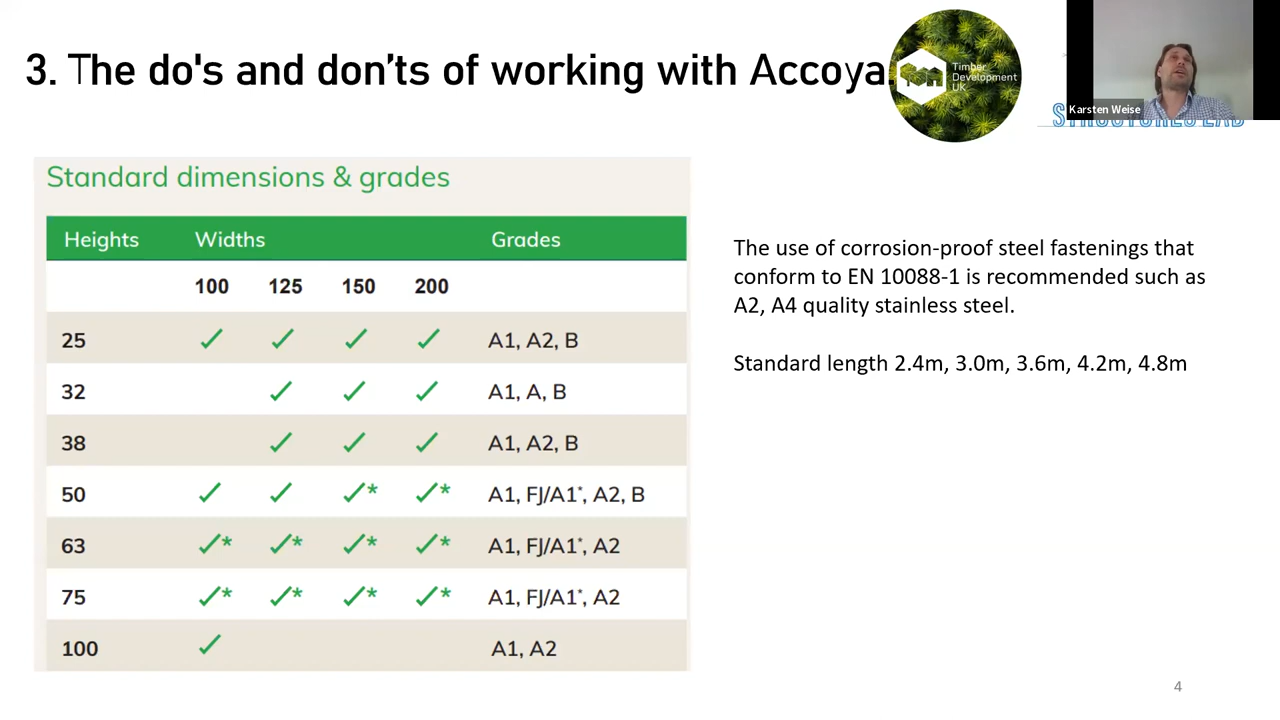 3. The do's and don’ts of working with Accoya.
Timber
Development
UK
Karsten Weise
Standard dimensions & grades
Heights Widths Grades
100 125 150 200
25 ✓ ✓ ✓ ✓ A1, A2, B
32 ✓ ✓ ✓ A1, A, B
38 ✓ ✓ ✓ A1, A2, B
50 ✓ ✓ ✓* ✓* A1, FJ/A1*, A2, B
63 ✓* ✓* ✓* ✓* A1, FJ/A1*, A2
75 ✓* ✓* ✓* ✓* A1, FJ/A1*, A2
100 ✓ A1, A2
The use of corrosion-proof steel fastenings that
conform to EN 10088-1 is recommended such as
A2, A4 quality stainless steel.
Standard length 2.4m, 3.0m, 3.6m, 4.2m, 4.8m
4